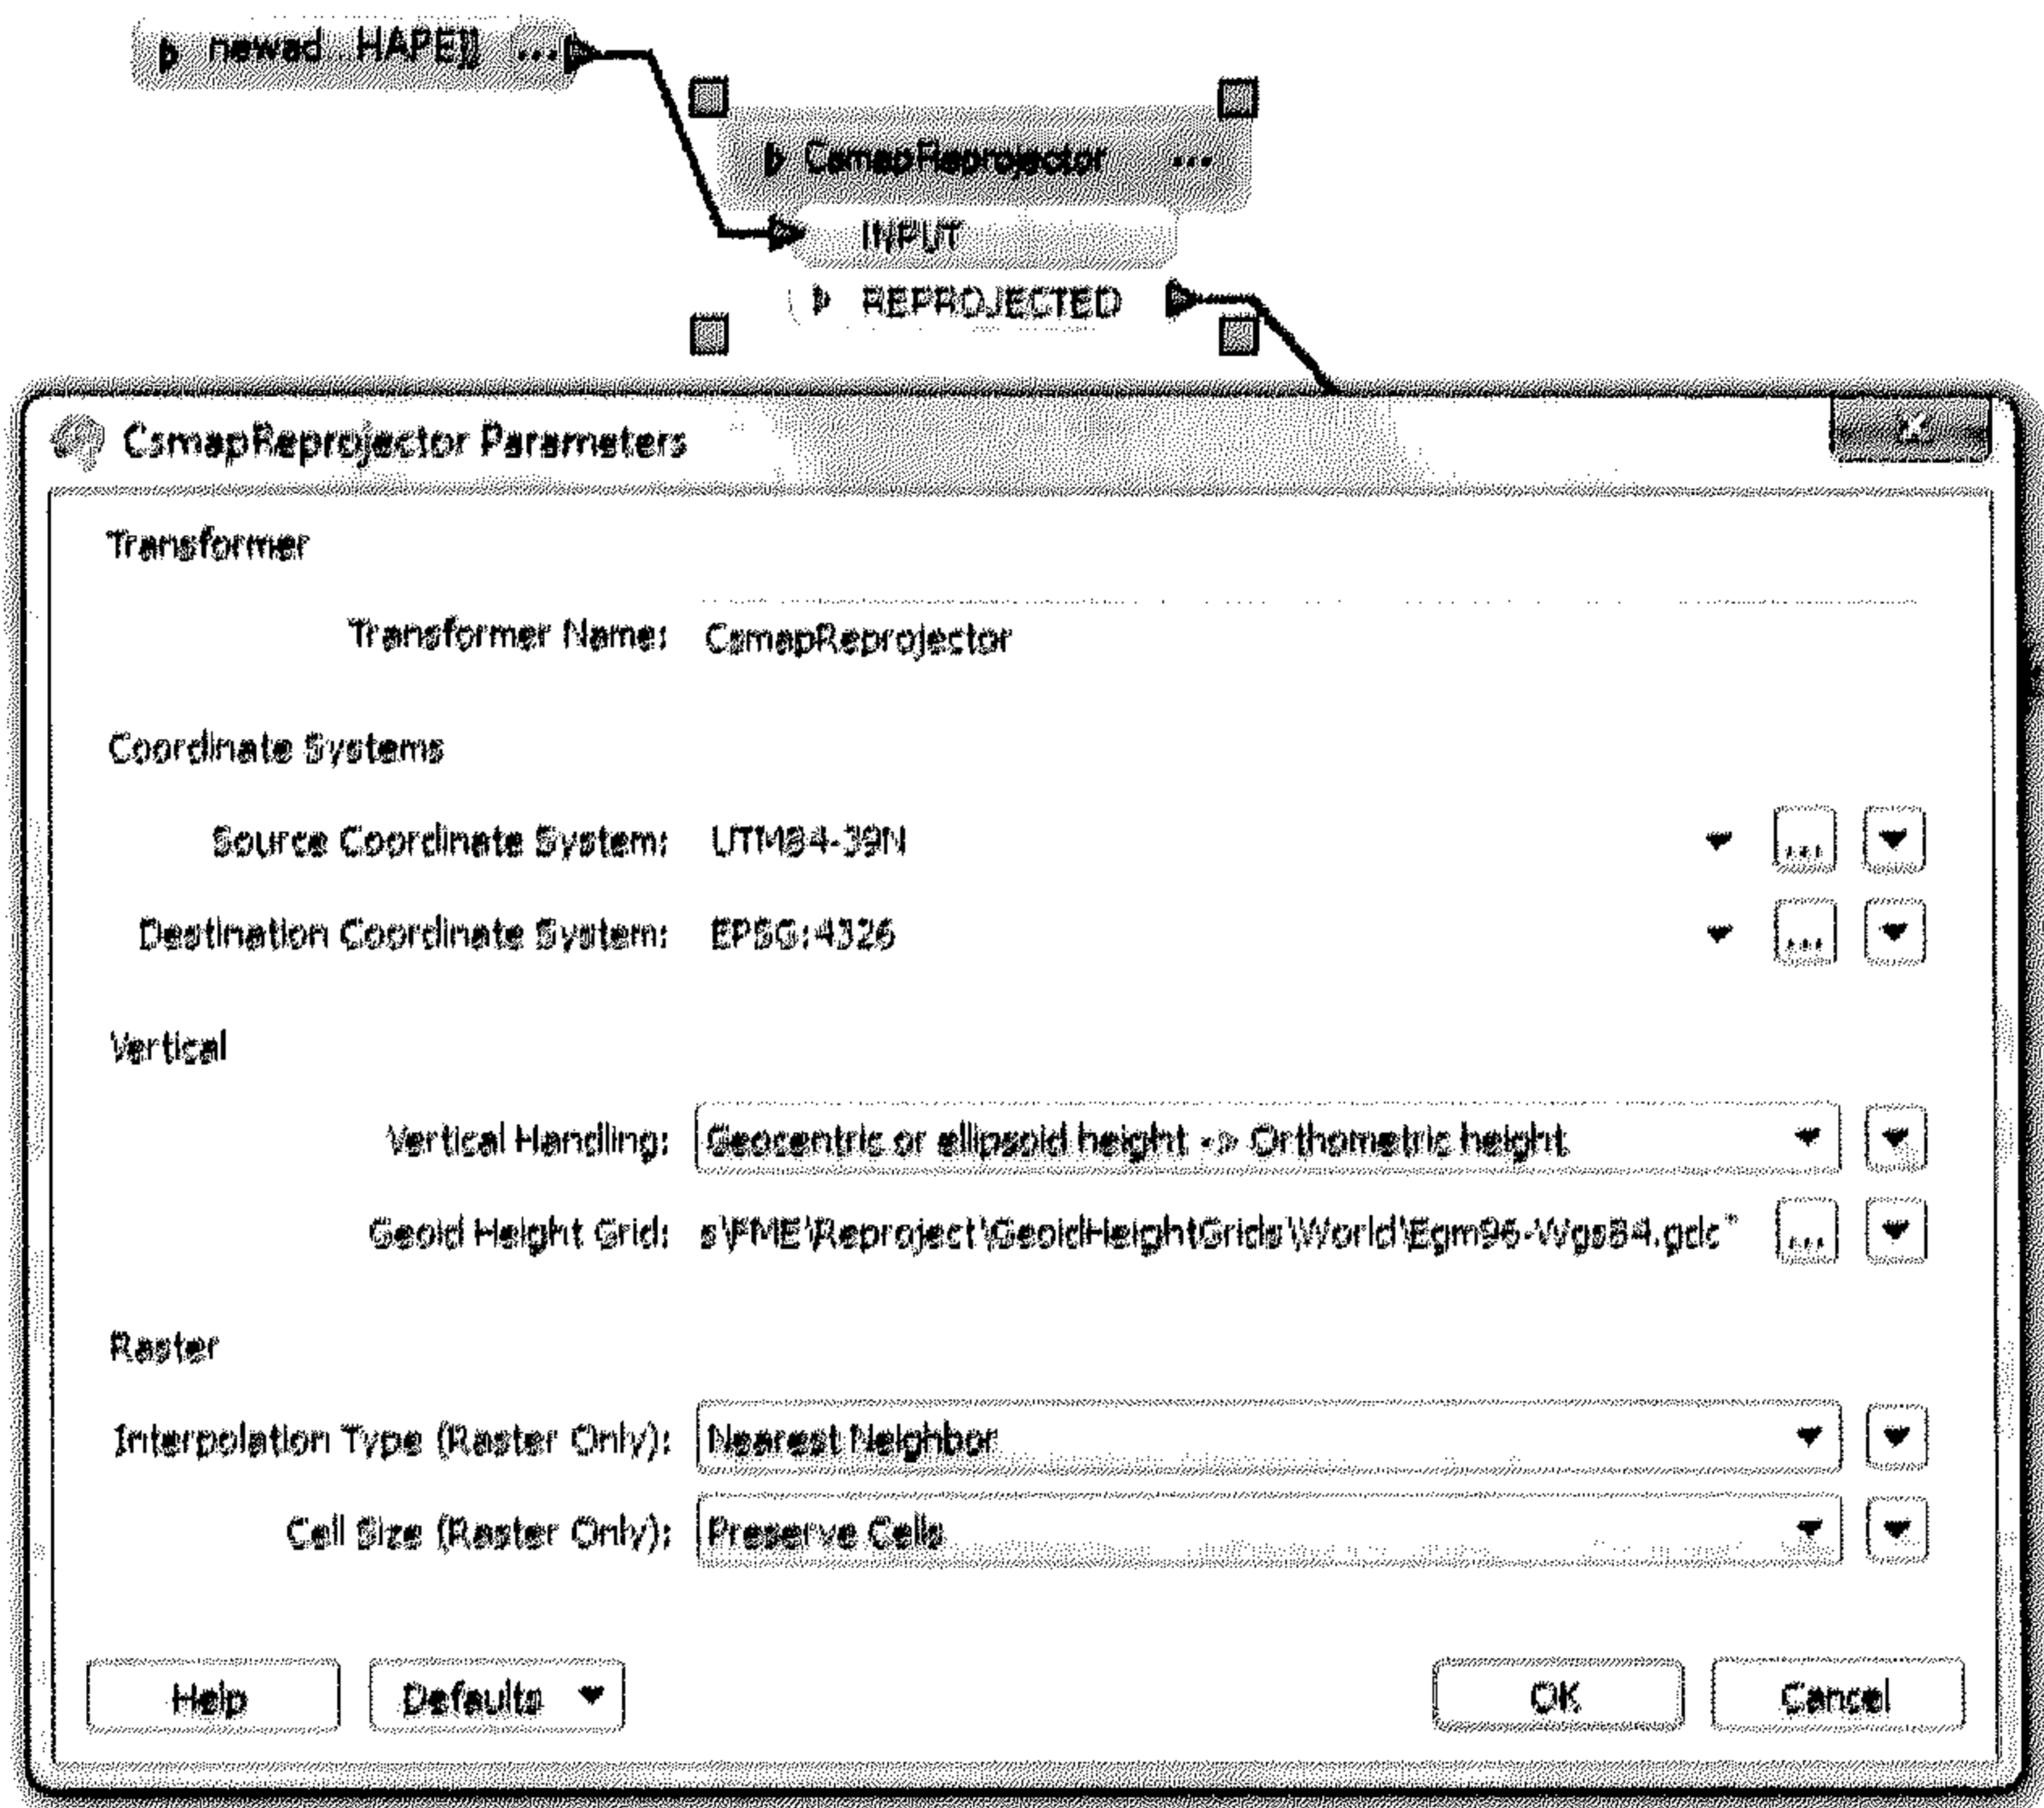 newad...HAPE]] ...
CsmapReprojector ...
INPUT
REPROJECTED
CsmapReprojector Parameters
Transformer
Transformer Name: CsmapReprojector
Coordinate Systems
Source Coordinate System: UTM84-39N ...
Destination Coordinate System: EPSG:4326 ...
Vertical
Vertical Handling: Geocentric or ellipsoid height -> Orthometric height
Geoid Height Grid: s\FME\Reproject\GeoidHeightGrids\World\Egm96-Wgs84.gdc" ...
Raster
Interpolation Type (Raster Only): Nearest Neighbor
Cell Size (Raster Only): Preserve Cells
Help Defaults OK Cancel